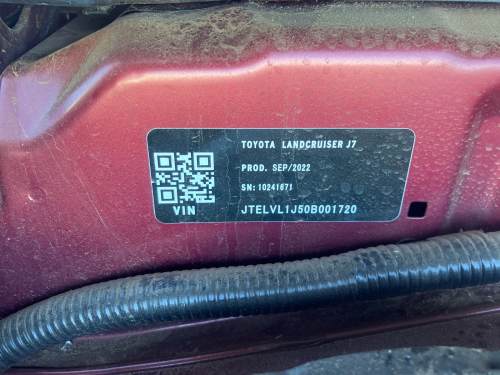 TOYOTA LANDCRUISER J7
PROD. SEP/2022
SN: 10241671
VIN
JTELVL1J50B001720